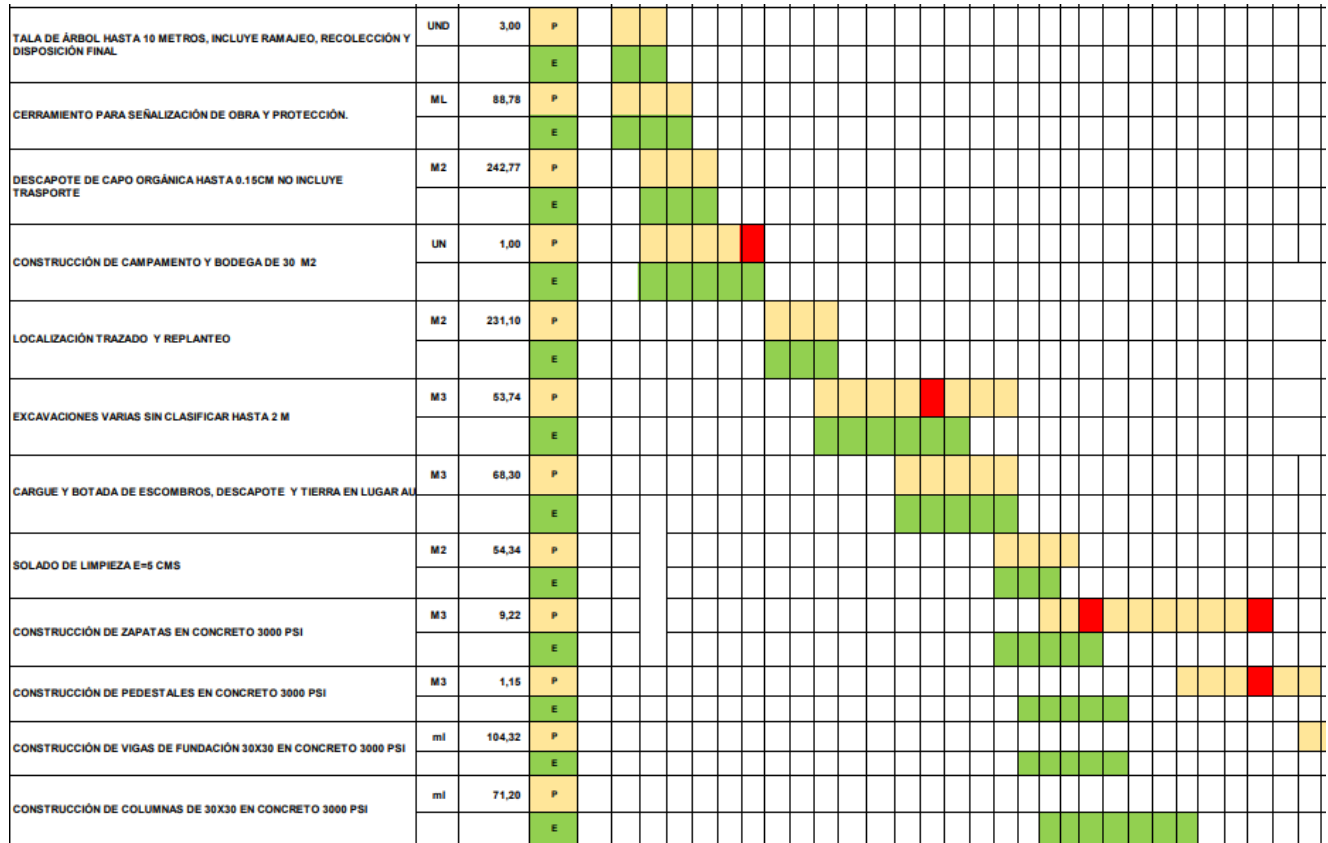 TALA DE ÁRBOL HASTA 10 METROS, INCLUYE RAMAJEO, RECOLECCIÓN Y
DISPOSICIÓN FINAL
UND 3,00 P
E
CERRAMIENTO PARA SEÑALIZACIÓN DE OBRA Y PROTECCIÓN.
ML 88,78 P
E
DESCAPOTE DE CAPO ORGÁNICA HASTA 0.15CM NO INCLUYE
TRASPORTE
M2 242,77 P
E
CONSTRUCCIÓN DE CAMPAMENTO Y BODEGA DE 30 M2
UN 1,00 P
E
LOCALIZACIÓN TRAZADO Y REPLANTEO
M2 231,10 P
E
EXCAVACIONES VARIAS SIN CLASIFICAR HASTA 2 M
M3 53,74 P
E
CARGUE Y BOTADA DE ESCOMBROS, DESCAPOTE Y TIERRA EN LUGAR AU
M3 68,30 P
E
SOLADO DE LIMPIEZA E=5 CMS
M2 54,34 P
E
CONSTRUCCIÓN DE ZAPATAS EN CONCRETO 3000 PSI
M3 9,22 P
E
CONSTRUCCIÓN DE PEDESTALES EN CONCRETO 3000 PSI
M3 1,15 P
E
CONSTRUCCIÓN DE VIGAS DE FUNDACIÓN 30X30 EN CONCRETO 3000 PSI
ml 104,32 P
E
CONSTRUCCIÓN DE COLUMNAS DE 30X30 EN CONCRETO 3000 PSI
ml 71,20 P
E